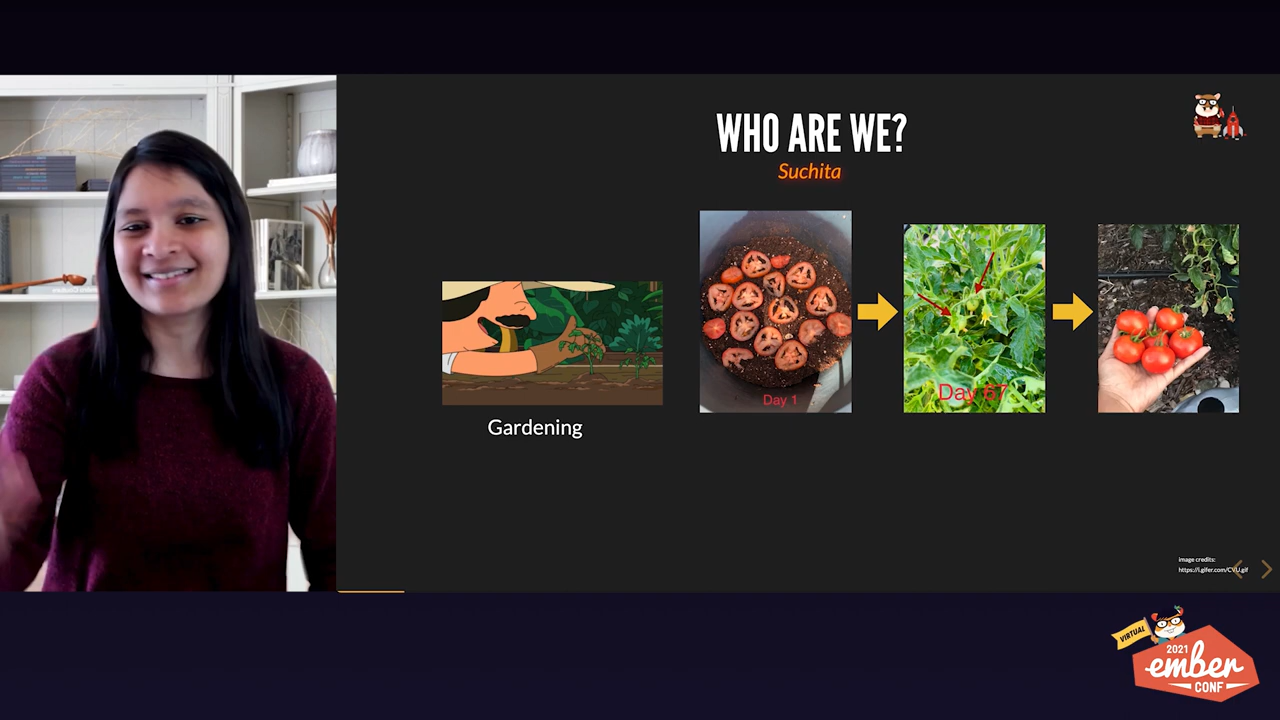 WHO ARE WE?
Suchita
Day 1
Day 67
Gardening
image credits:
https://i.gifer.com/CVU.gif
VIRTUAL
2021
ember
CONF